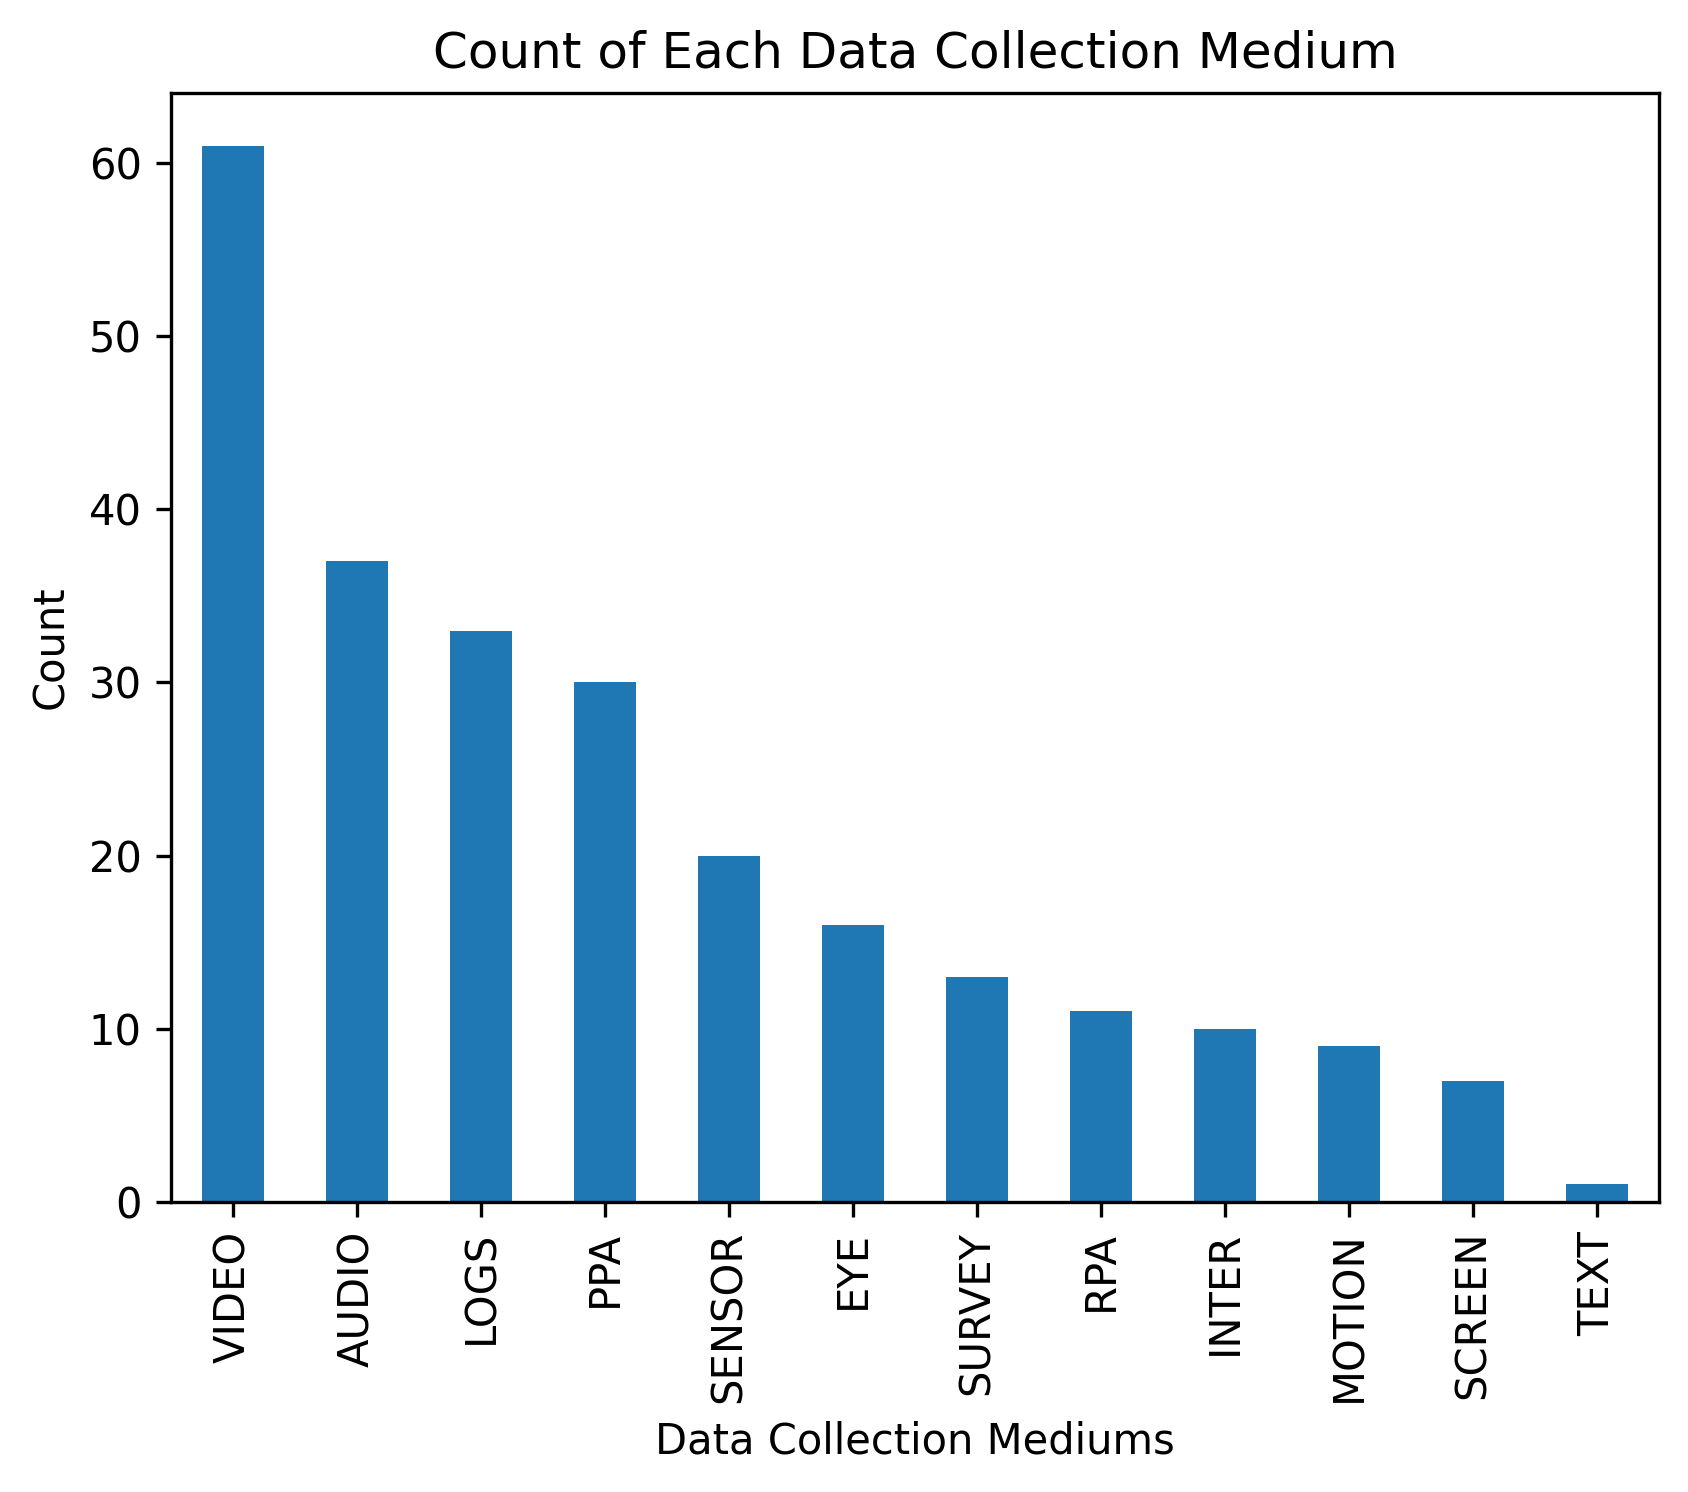 Count of Each Data Collection Medium
60
50
40
30
20
10
0
Count
VIDEO
AUDIO
LOGS
PPA
SENSOR
EYE
SURVEY
RPA
INTER
MOTION
SCREEN
TEXT
Data Collection Mediums